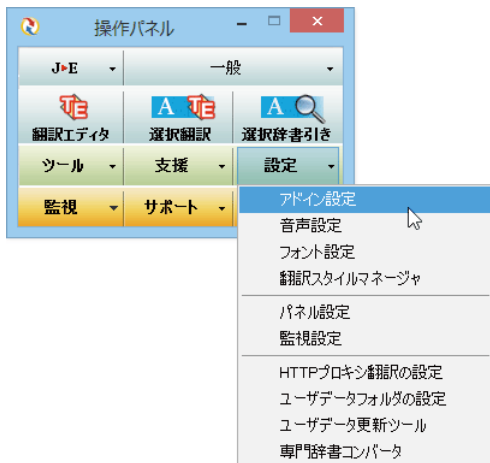 操作パネル
J▶E 一般
翻訳エディタ 選択翻訳 選択辞書引き
ツール 支援 設定
監視 サポート
アドイン設定
音声設定
フォント設定
翻訳スタイルマネージャ
パネル設定
監視設定
HTTPプロキシ翻訳の設定
ユーザデータフォルダの設定
ユーザデータ更新ツール
専門辞書コンバータ